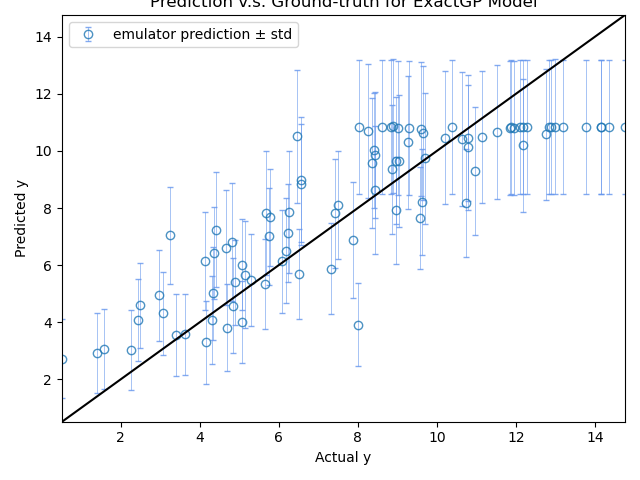 Prediction v.s. Ground-truth for ExactGP Model
emulator prediction ± std
14
12
10
8
6
4
2
Predicted y
2 4 6 8 10 12 14
Actual y